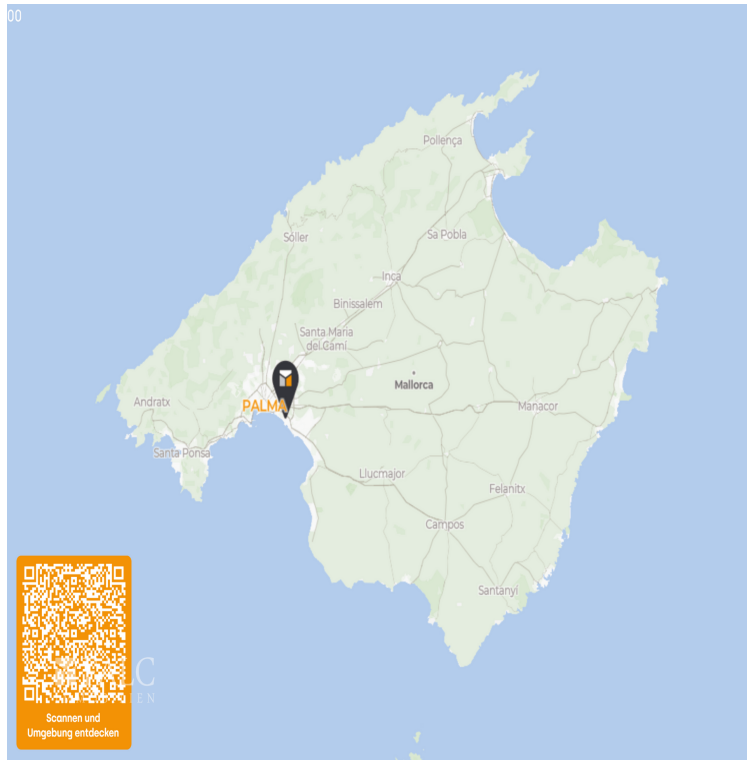 00
Pollença
Sóller
Sa Pobla
Inca
Binissalem
Santa Maria
del Camí
Mallorca
Andratx
PALMA
Manacor
Santa Ponsa
Llucmajor
Felanitx
Campos
Santanyí
Scannen und
Umgebung entdecken